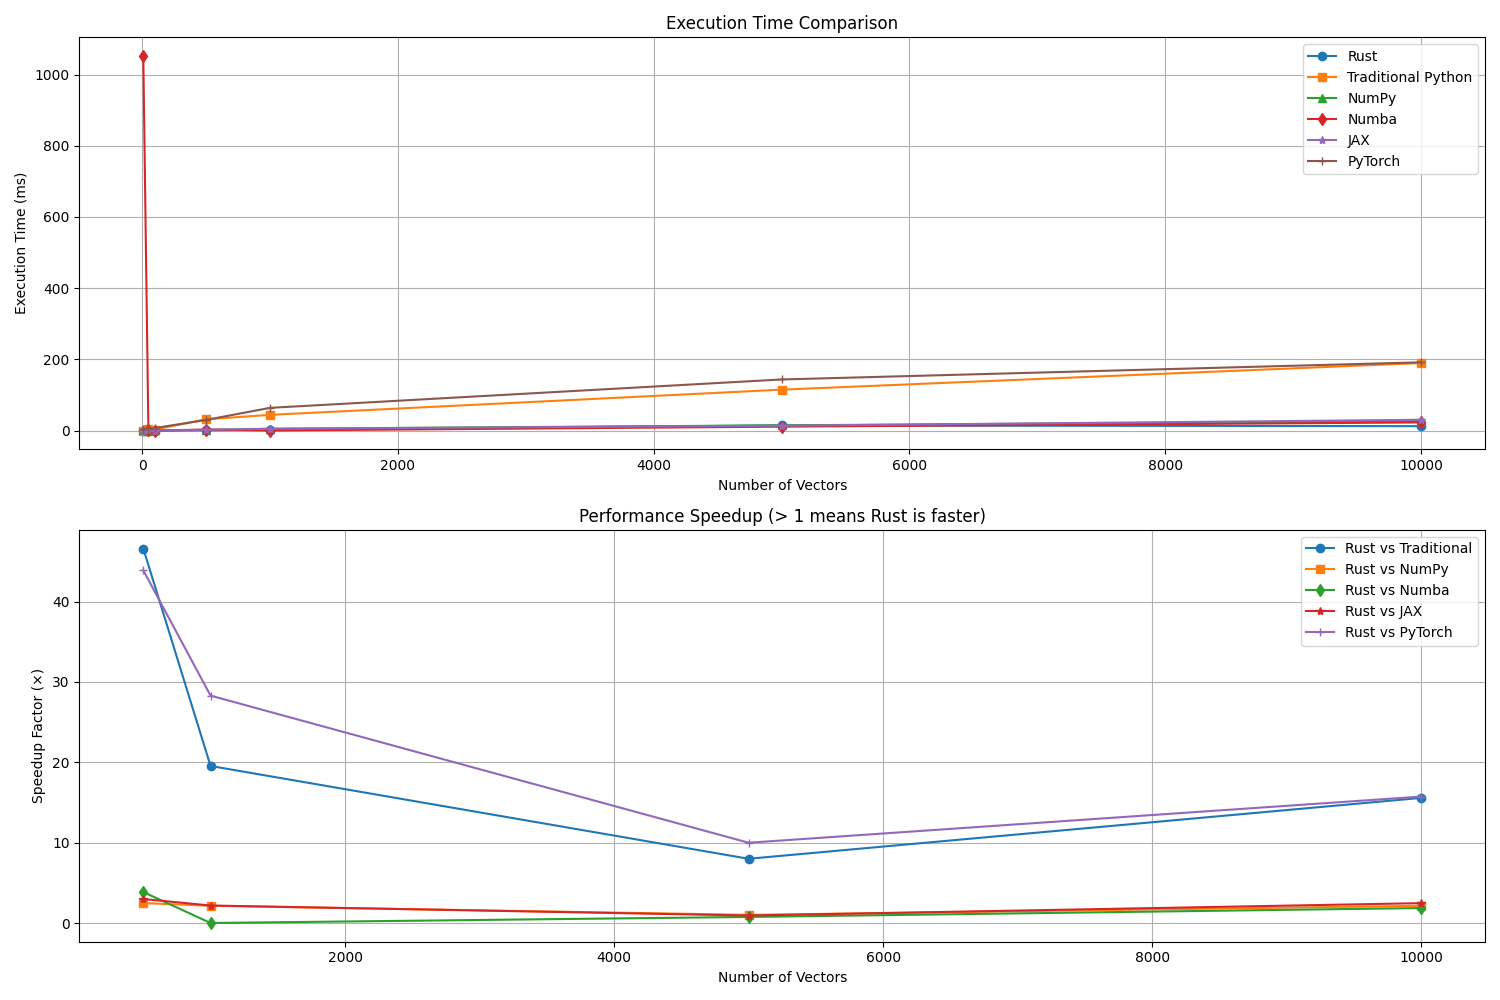 Execution Time Comparison
Execution Time (ms)
1000
800
600
400
200
0
Rust
Traditional Python
NumPy
Numba
JAX
PyTorch
0 2000 4000 6000 8000 10000
Number of Vectors
Performance Speedup (> 1 means Rust is faster)
Speedup Factor (×)
40
30
20
10
0
Rust vs Traditional
Rust vs NumPy
Rust vs Numba
Rust vs JAX
Rust vs PyTorch
2000 4000 6000 8000 10000
Number of Vectors